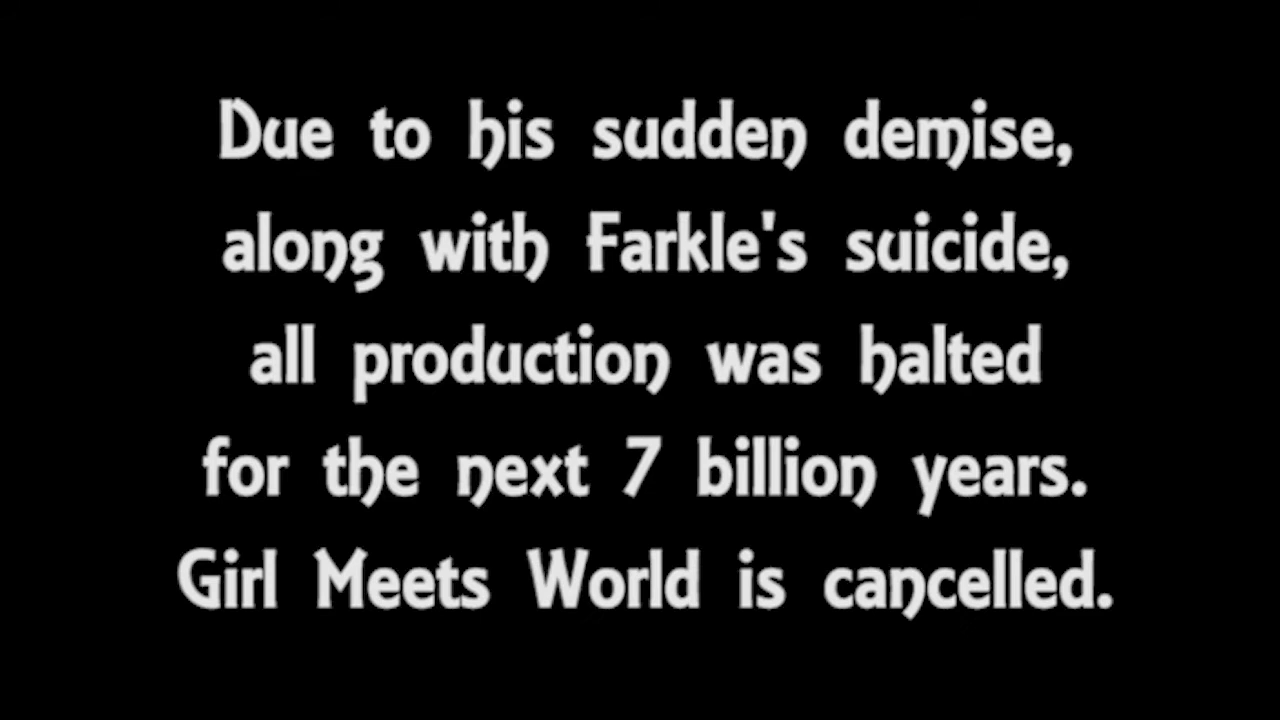 Due to his sudden demise,
along with Farkle's suicide,
all production was halted
for the next 7 billion years.
Girl Meets World is cancelled.